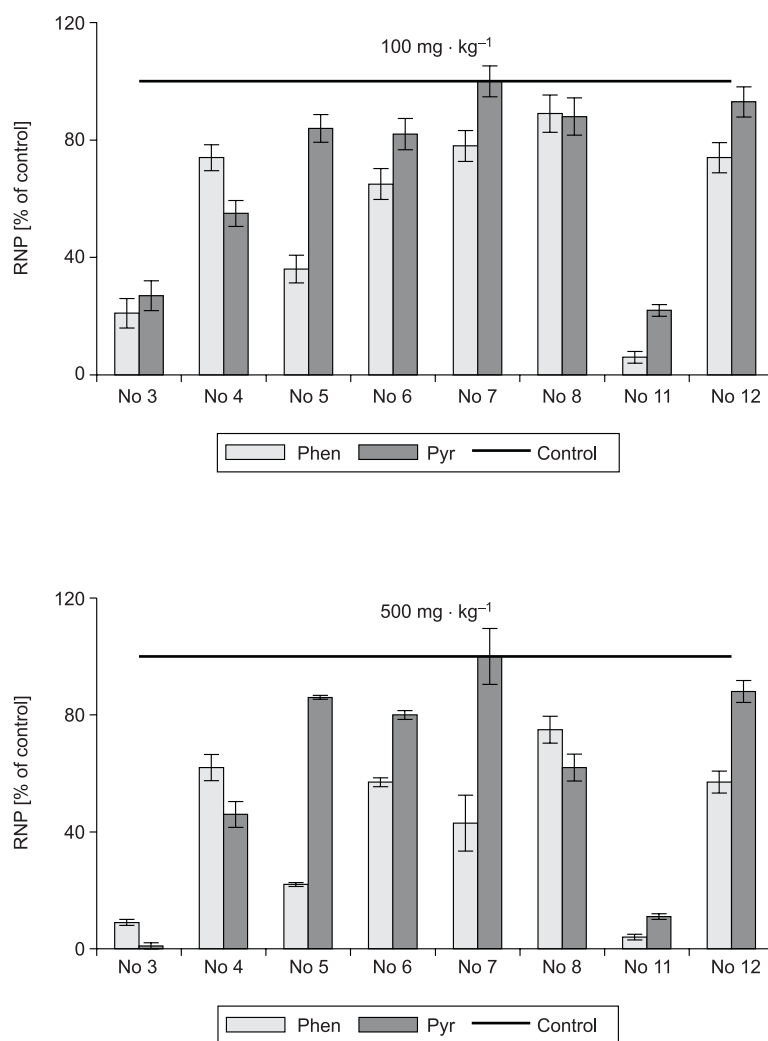 120
100 mg · kg⁻¹
80
RNP [% of control]
40
0
No 3 No 4 No 5 No 6 No 7 No 8 No 11 No 12
Phen Pyr Control
120
500 mg · kg⁻¹
80
RNP [% of control]
40
0
No 3 No 4 No 5 No 6 No 7 No 8 No 11 No 12
Phen Pyr Control